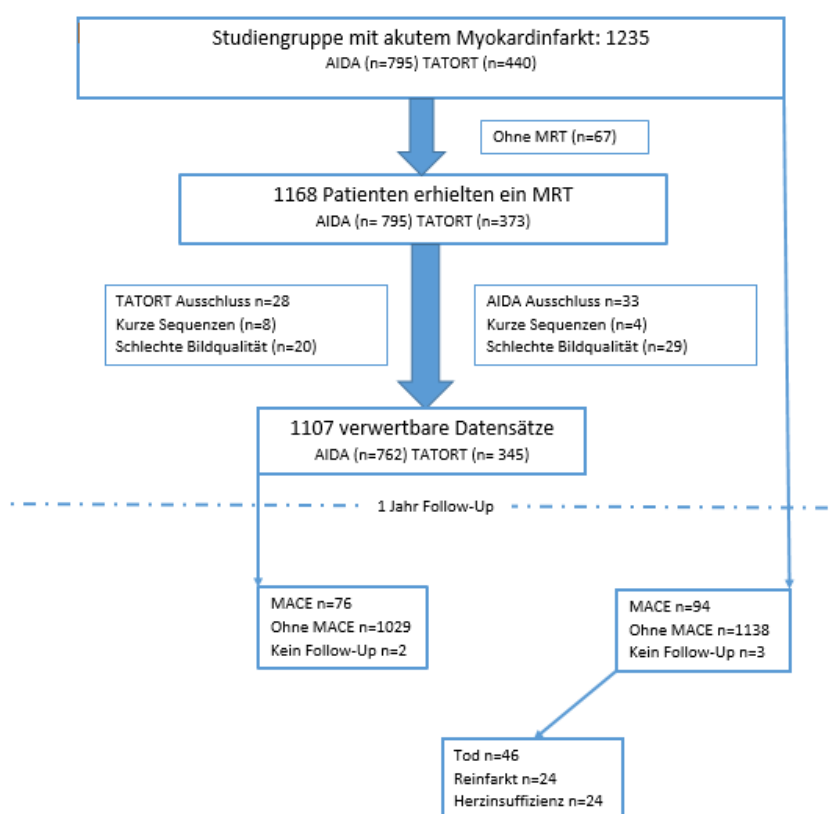 Studiengruppe mit akutem Myokardinfarkt: 1235
AIDA (n=795) TATORT (n=440)
Ohne MRT (n=67)
1168 Patienten erhielten ein MRT
AIDA (n= 795) TATORT (n=373)
TATORT Ausschluss n=28
Kurze Sequenzen (n=8)
Schlechte Bildqualität (n=20)
AIDA Ausschluss n=33
Kurze Sequenzen (n=4)
Schlechte Bildqualität (n=29)
1107 verwertbare Datensätze
AIDA (n=762) TATORT (n= 345)
1 Jahr Follow-Up
MACE n=76
Ohne MACE n=1029
Kein Follow-Up n=2
MACE n=94
Ohne MACE n=1138
Kein Follow-Up n=3
Tod n=46
Reinfarkt n=24
Herzinsuffizienz n=24